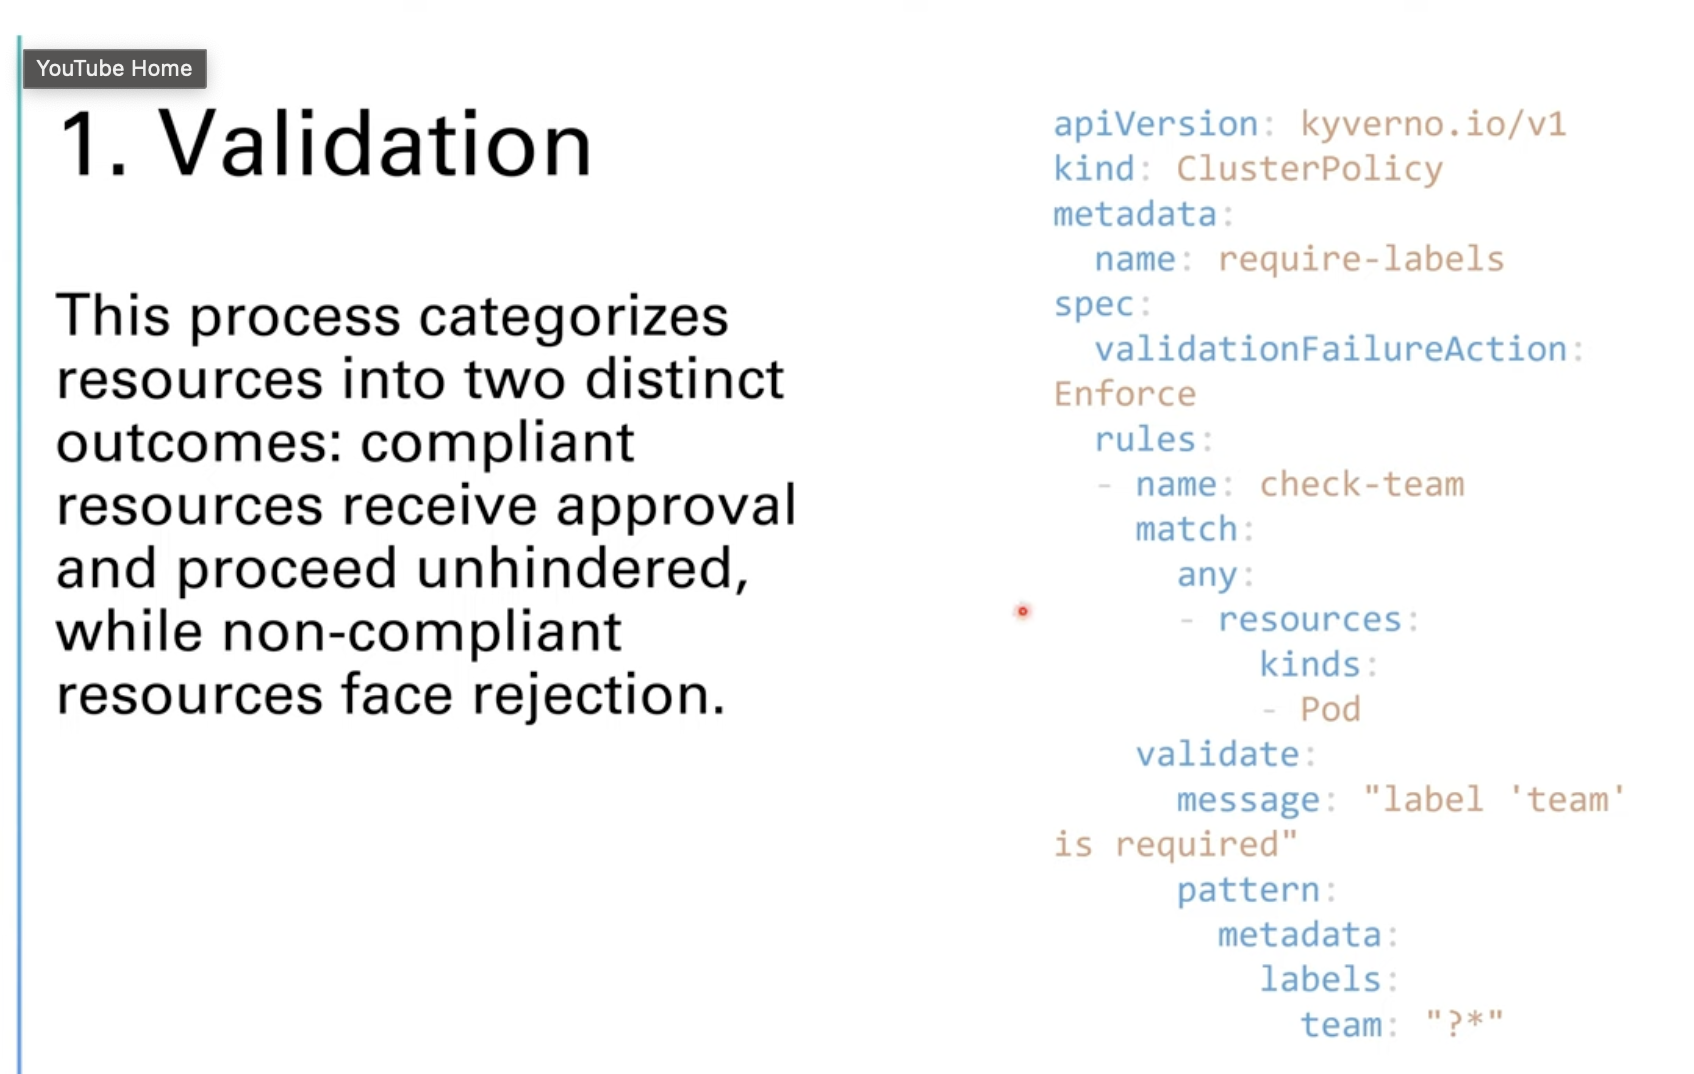 YouTube Home
1. Validation
This process categorizes
resources into two distinct
outcomes: compliant
resources receive approval
and proceed unhindered,
while non-compliant
resources face rejection.
apiVersion: kyverno.io/v1
kind: ClusterPolicy
metadata:
  name: require-labels
spec:
  validationFailureAction:
Enforce
  rules:
  - name: check-team
    match:
      any:
      - resources:
          kinds:
          - Pod
    validate:
      message: "label 'team'
is required"
      pattern:
        metadata:
          labels:
            team: "?*"